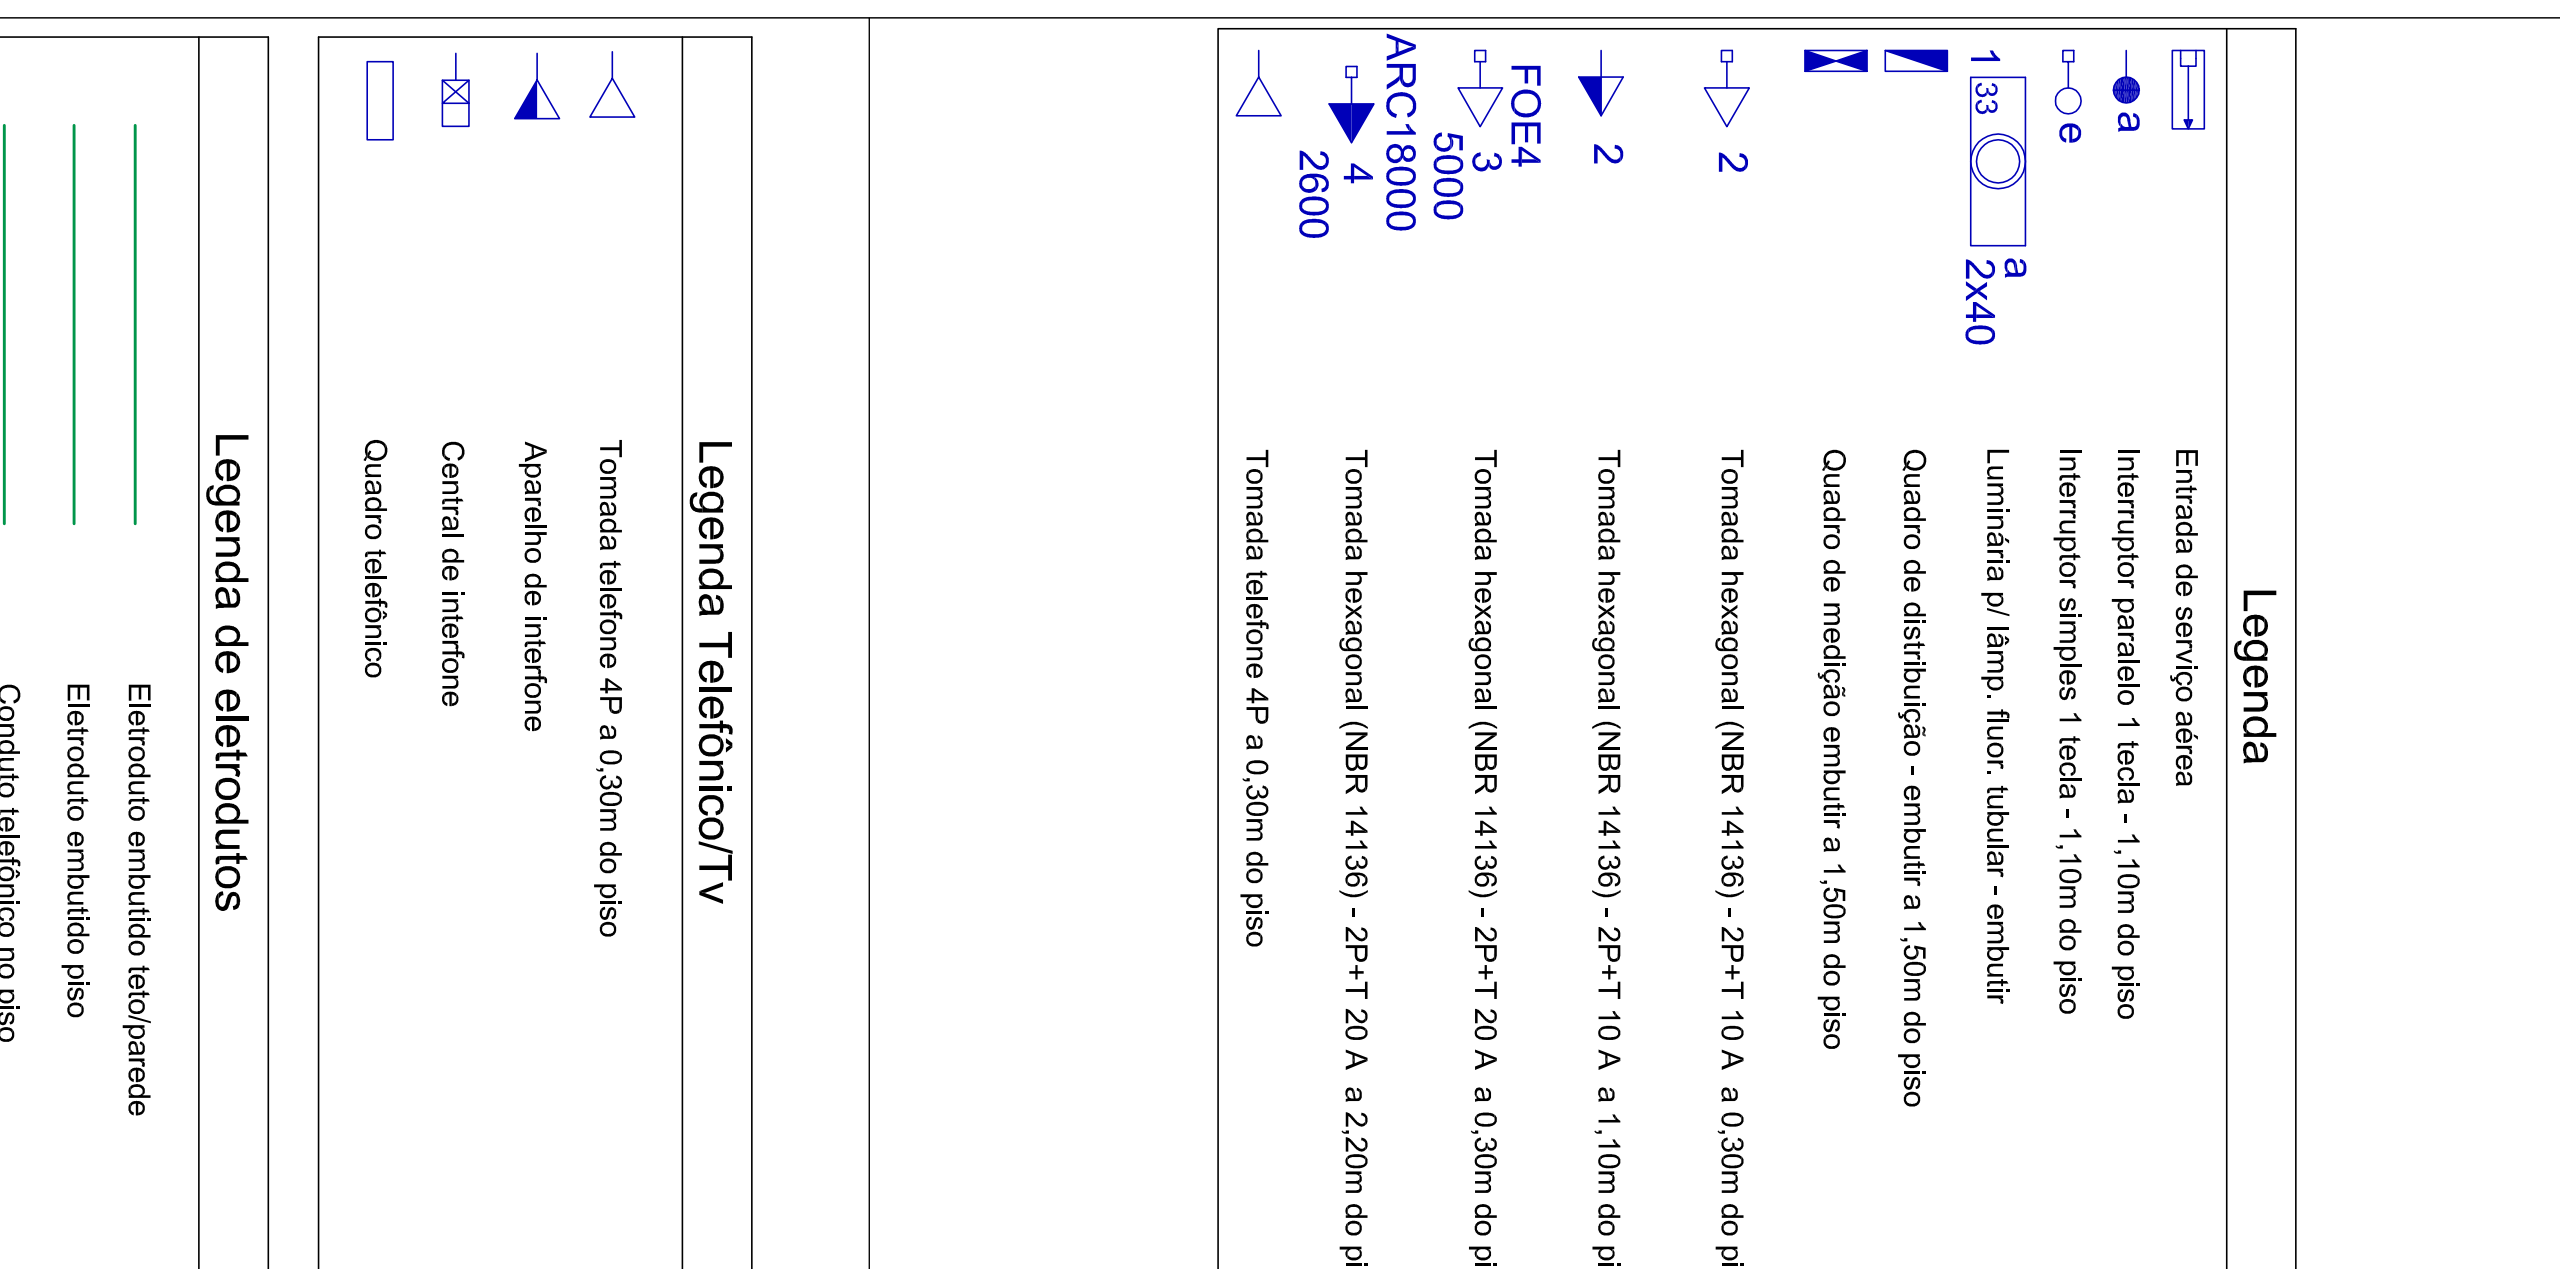 Legenda
Entrada de serviço aérea
a
Interruptor paralelo 1 tecla - 1,10m do piso
e
Interruptor simples 1 tecla - 1,10m do piso
1
33
a
2x40
Luminária p/ lâmp. fluor. tubular - embutir
Quadro de distribuição - embutir a 1,50m do piso
Quadro de medição embutir a 1,50m do piso
2
Tomada hexagonal (NBR 14136) - 2P+T 10 A a 0,30m do pi
2
Tomada hexagonal (NBR 14136) - 2P+T 10 A a 1,10m do pi
FOE4
3
5000
Tomada hexagonal (NBR 14136) - 2P+T 20 A a 0,30m do pi
ARC18000
4
2600
Tomada hexagonal (NBR 14136) - 2P+T 20 A a 2,20m do pi
Tomada telefone 4P a 0,30m do piso
Legenda Telefônico/Tv
Tomada telefone 4P a 0,30m do piso
Aparelho de interfone
Central de interfone
Quadro telefônico
Legenda de eletrodutos
Eletroduto embutido teto/parede
Eletroduto embutido piso
Conduto telefônico no piso